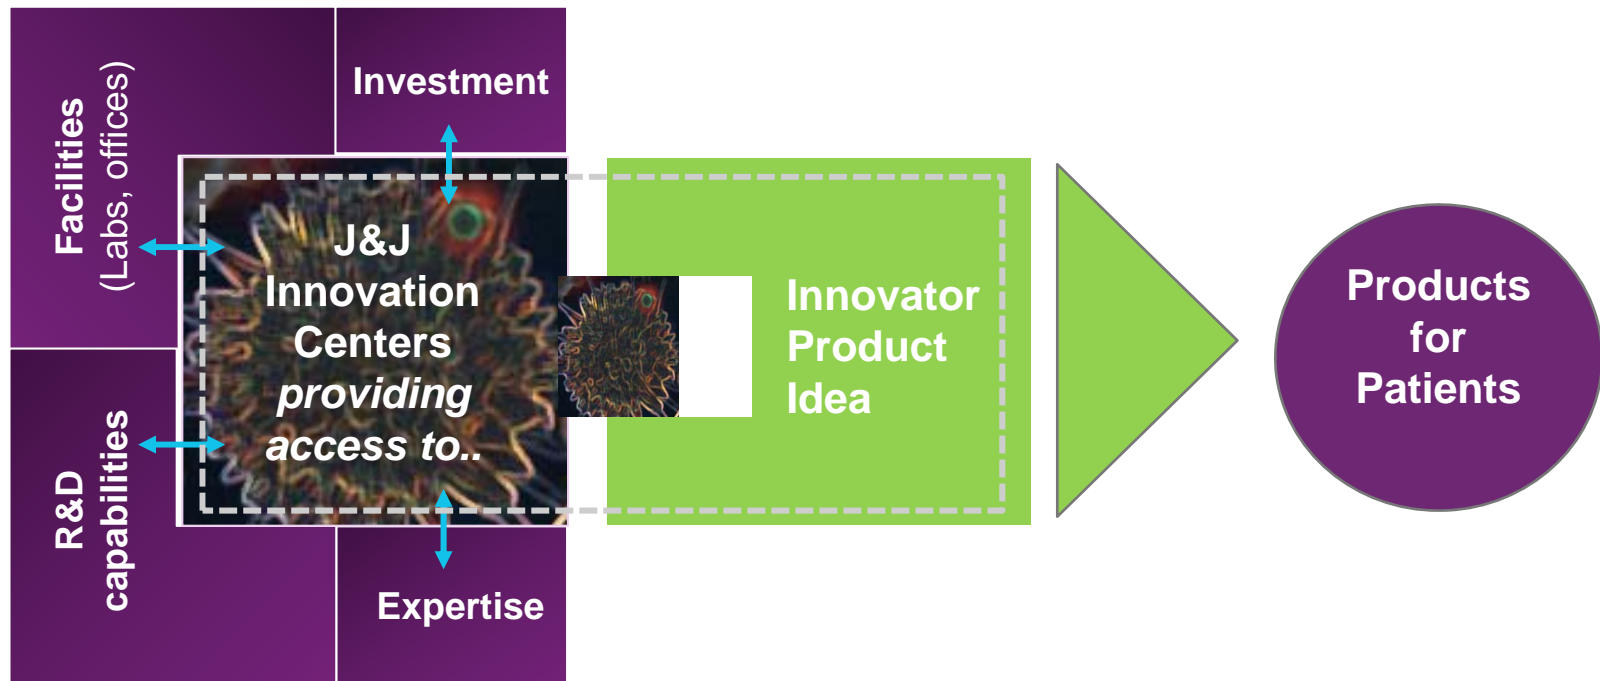 Facilities
(Labs, offices)
Investment
J&J
Innovation
Centers
providing
access to..
R&D
capabilities
Expertise
Innovator
Product
Idea
Products
for
Patients